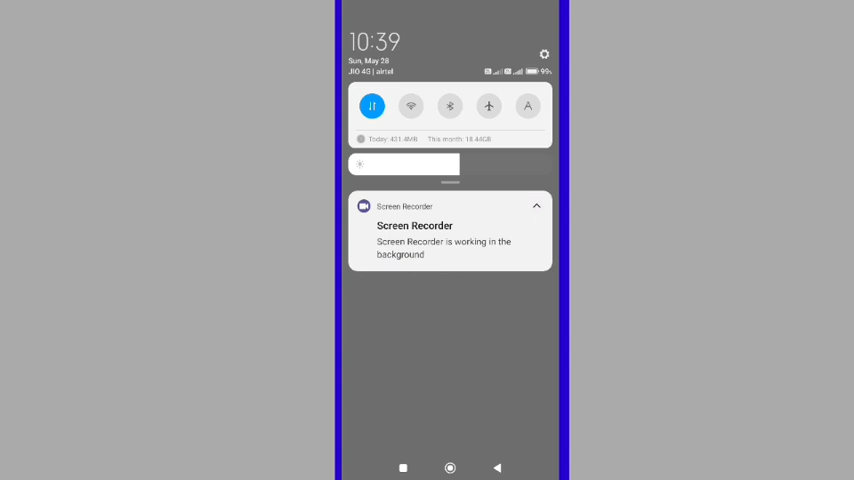 10:39
Sun, May 28
JIO 4G | airtel
99%
Today: 431.4MB This month: 18.44GB
Screen Recorder
Screen Recorder
Screen Recorder is working in the
background